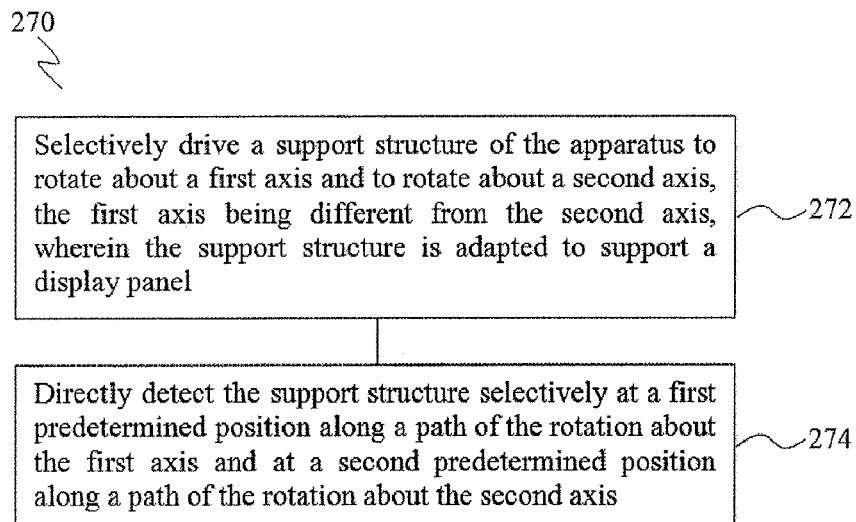 270
Selectively drive a support structure of the apparatus to
rotate about a first axis and to rotate about a second axis,
the first axis being different from the second axis,
wherein the support structure is adapted to support a
display panel
272
Directly detect the support structure selectively at a first
predetermined position along a path of the rotation about
the first axis and at a second predetermined position
along a path of the rotation about the second axis
274